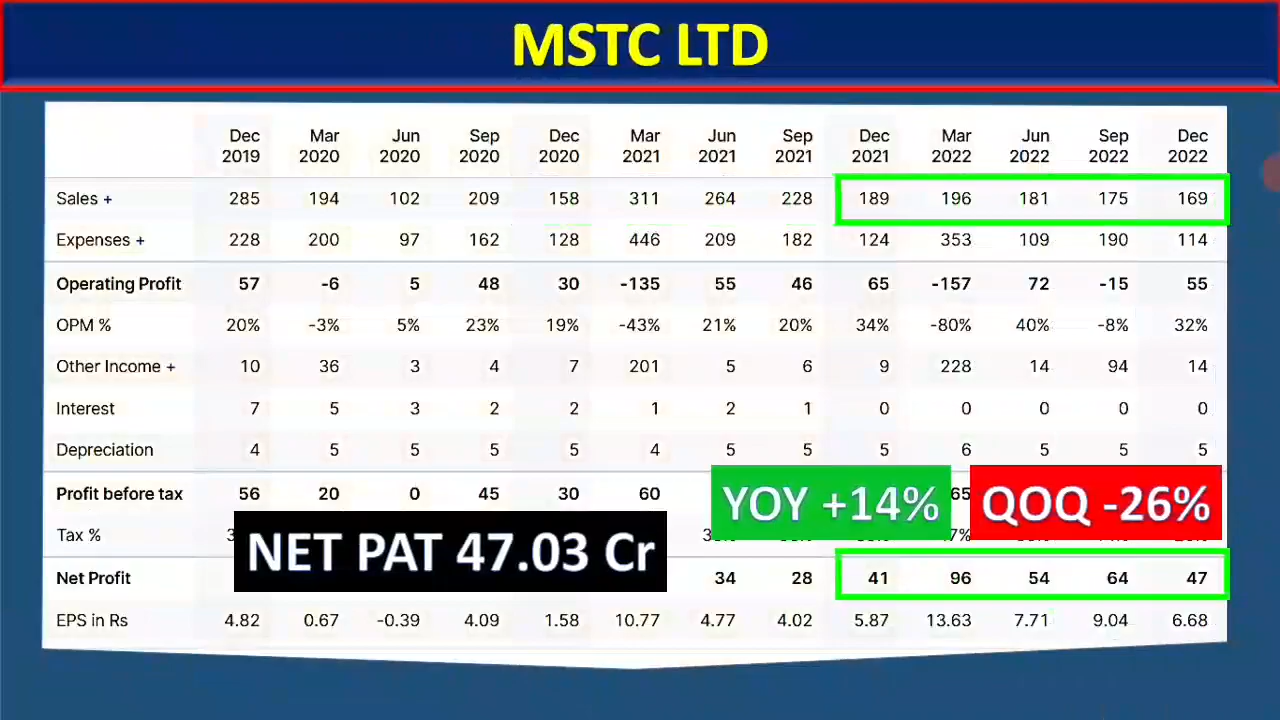 MSTC LTD
Dec Mar Jun Sep Dec Mar Jun Sep Dec Mar Jun Sep Dec
2019 2020 2020 2020 2020 2021 2021 2021 2021 2022 2022 2022 2022
Sales + 285 194 102 209 158 311 264 228 189 196 181 175 169
Expenses + 228 200 97 162 128 446 209 182 124 353 109 190 114
Operating Profit 57 -6 5 48 30 -135 55 46 65 -157 72 -15 55
OPM % 20% -3% 5% 23% 19% -43% 21% 20% 34% -80% 40% -8% 32%
Other Income + 10 36 3 4 7 201 5 6 9 228 14 94 14
Interest 7 5 3 2 2 1 2 1 0 0 0 0 0
Depreciation 4 5 5 5 5 4 5 5 5 6 5 5 5
Profit before tax 56 20 0 45 30 60
YOY +14% QOQ -26%
Tax %
NET PAT 47.03 Cr
Net Profit 34 28 41 96 54 64 47
EPS in Rs 4.82 0.67 -0.39 4.09 1.58 10.77 4.77 4.02 5.87 13.63 7.71 9.04 6.68